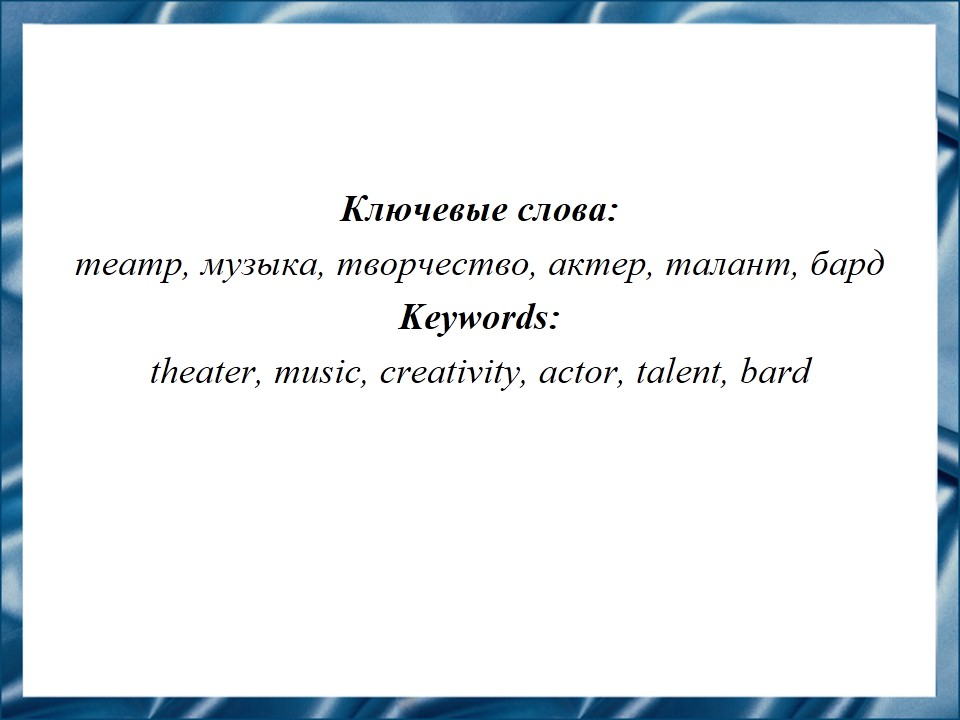 Ключевые слова:
театр, музыка, творчество, актер, талант, бард
Keywords:
theater, music, creativity, actor, talent, bard